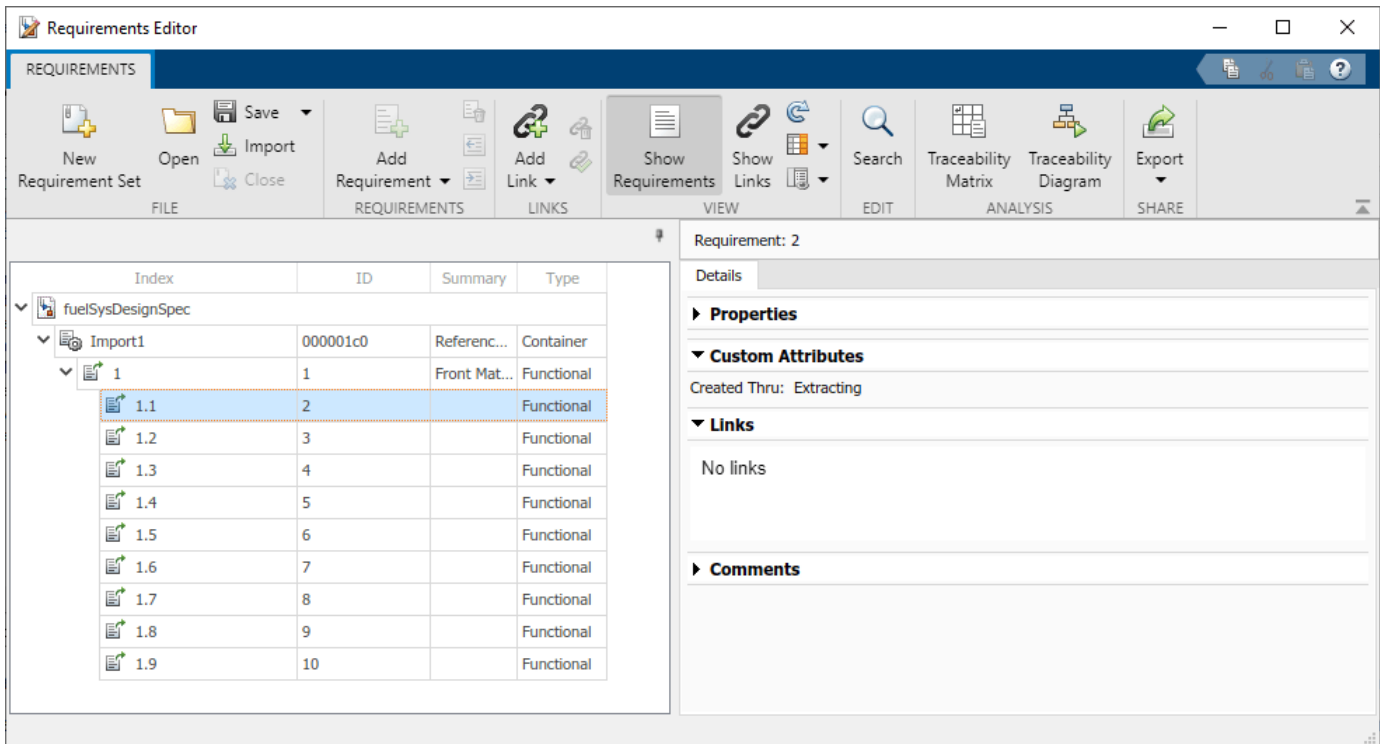 Requirements Editor
REQUIREMENTS
New Requirement Set
Open
Save
Import
Close
FILE
Add Requirement
REQUIREMENTS
Add Link
LINKS
Show Requirements
Show Links
VIEW
Search
EDIT
Traceability Matrix
Traceability Diagram
ANALYSIS
Export
SHARE
Index ID Summary Type
fuelSysDesignSpec
Import1 000001c0 Referenc... Container
1 1 Front Mat... Functional
1.1 2 Functional
1.2 3 Functional
1.3 4 Functional
1.4 5 Functional
1.5 6 Functional
1.6 7 Functional
1.7 8 Functional
1.8 9 Functional
1.9 10 Functional
Requirement: 2
Details
Properties
Custom Attributes
Created Thru: Extracting
Links
No links
Comments